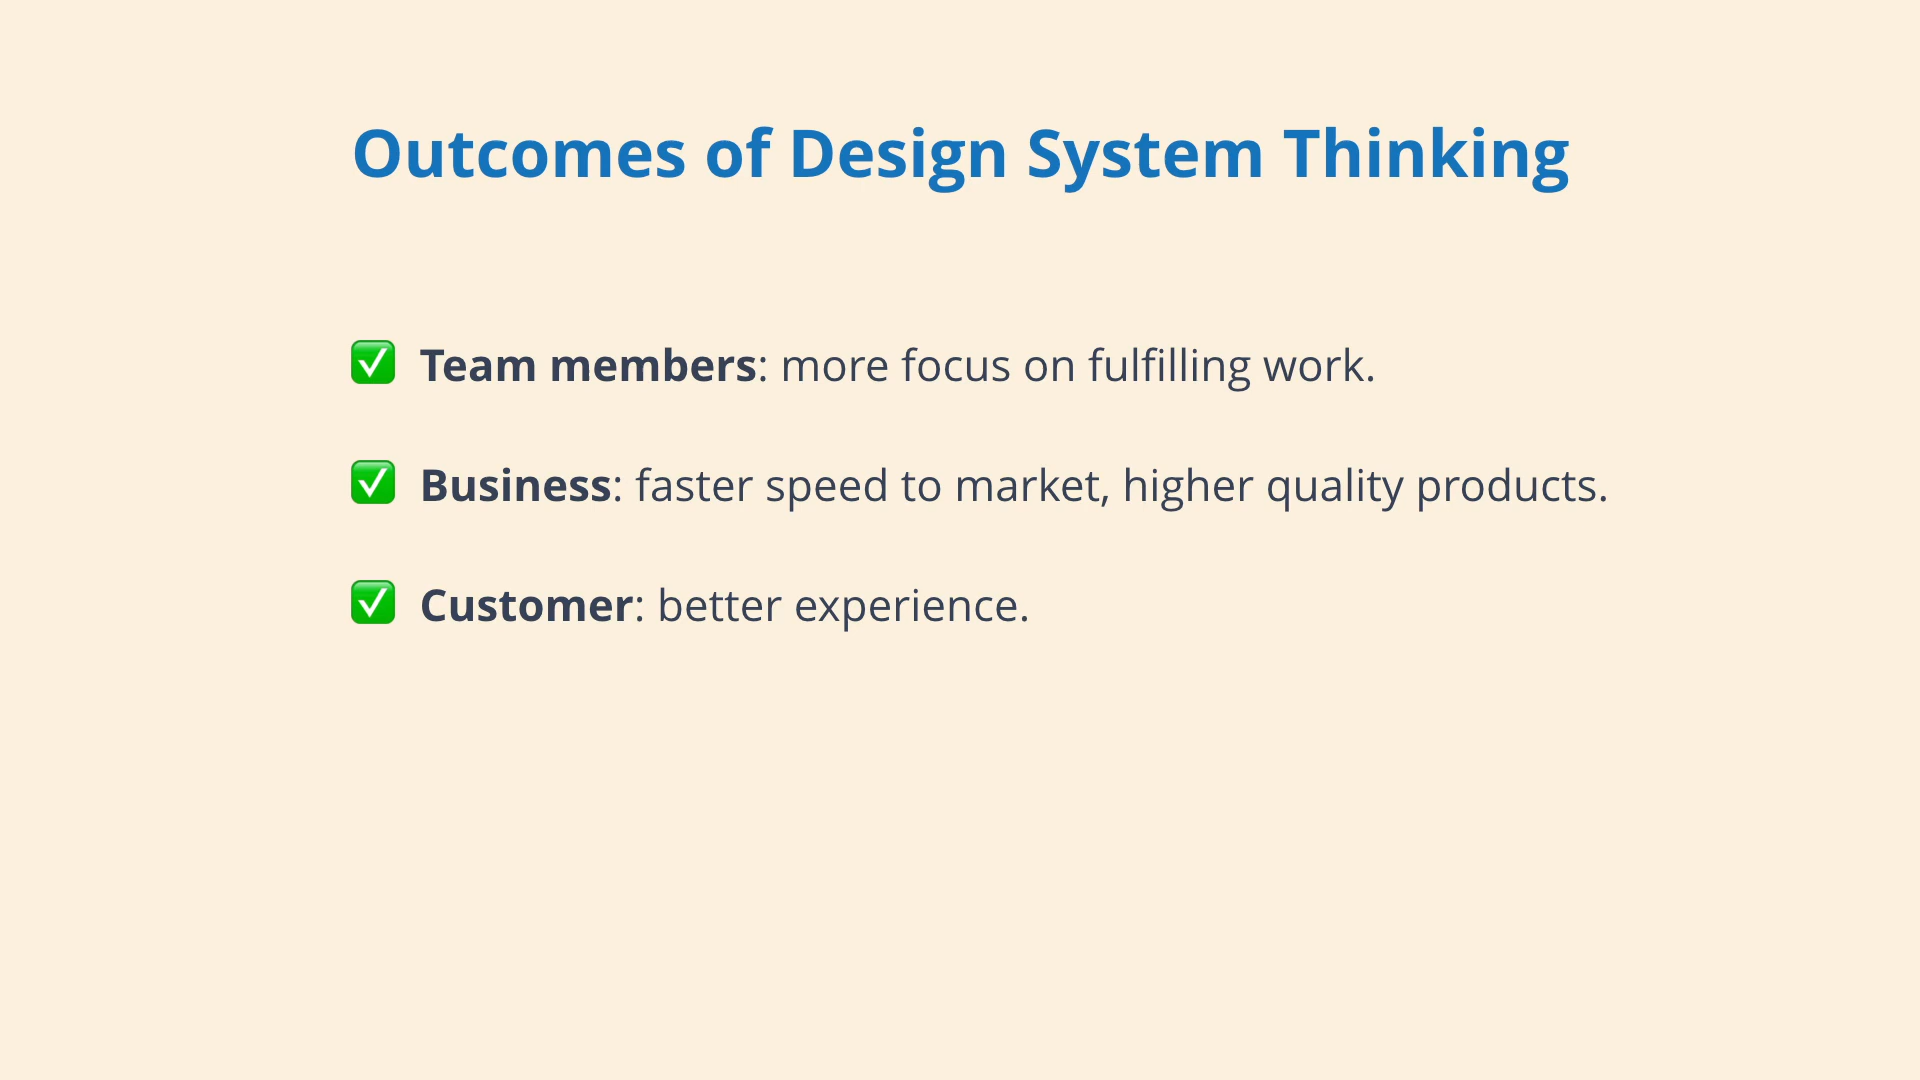 Outcomes of Design System Thinking
✅ Team members: more focus on fulfilling work.
✅ Business: faster speed to market, higher quality products.
✅ Customer: better experience.